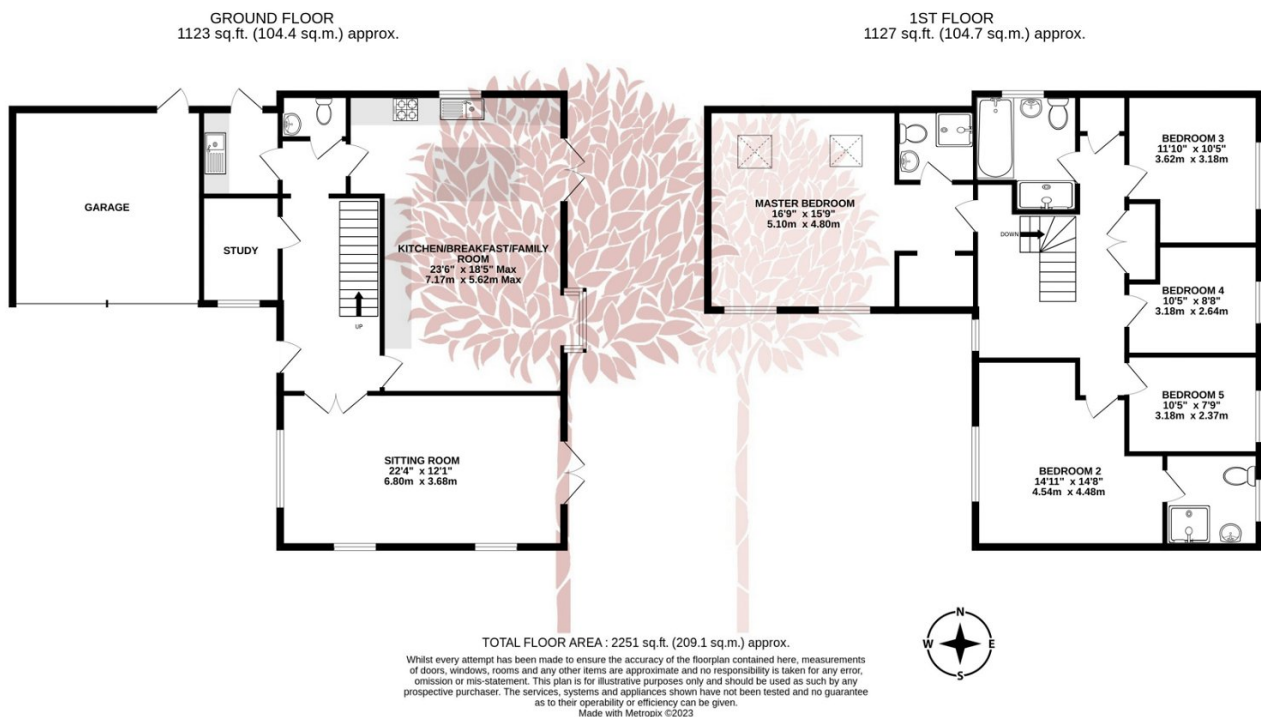 GROUND FLOOR
1123 sq.ft. (104.4 sq.m.) approx.
1ST FLOOR
1127 sq.ft. (104.7 sq.m.) approx.
GARAGE
STUDY
UP
KITCHEN/BREAKFAST/FAMILY
ROOM
23'6" x 18'5" Max
7.17m x 5.62m Max
SITTING ROOM
22'4" x 12'1"
6.80m x 3.68m
MASTER BEDROOM
16'9" x 15'9"
5.10m x 4.80m
DOWN
BEDROOM 3
11'10" x 10'5"
3.62m x 3.18m
BEDROOM 4
10'5" x 8'8"
3.18m x 2.64m
BEDROOM 5
10'5" x 7'9"
3.18m x 2.37m
BEDROOM 2
14'11" x 14'8"
4.54m x 4.48m
N
W E
S
TOTAL FLOOR AREA : 2251 sq.ft. (209.1 sq.m.) approx.
Whilst every attempt has been made to ensure the accuracy of the floorplan contained here, measurements
of doors, windows, rooms and any other items are approximate and no responsibility is taken for any error,
omission or mis-statement. This plan is for illustrative purposes only and should be used as such by any
prospective purchaser. The services, systems and appliances shown have not been tested and no guarantee
as to their operability or efficiency can be given.
Made with Metropix ©2023